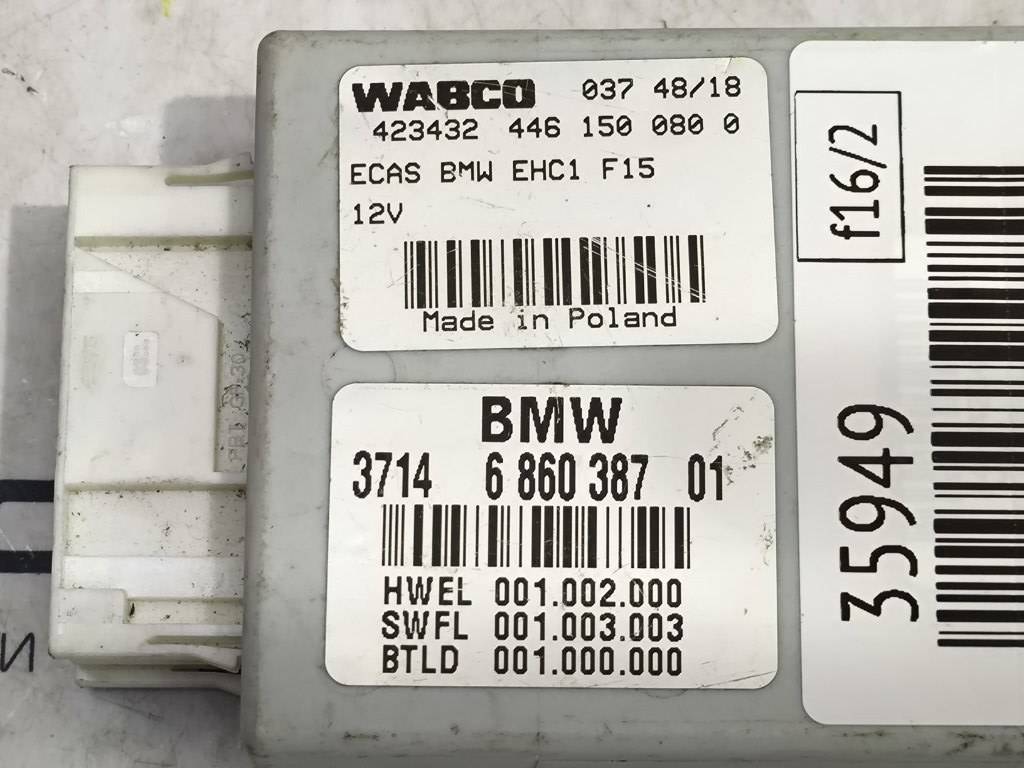 WABCO 037 48/18
423432 446 150 080 0
ECAS BMW EHC1 F15
12V
Made in Poland
BMW
3714 6 860 387 01
HWEL 001.002.000
SWFL 001.003.003
BTLD 001.000.000
f16/2
35949